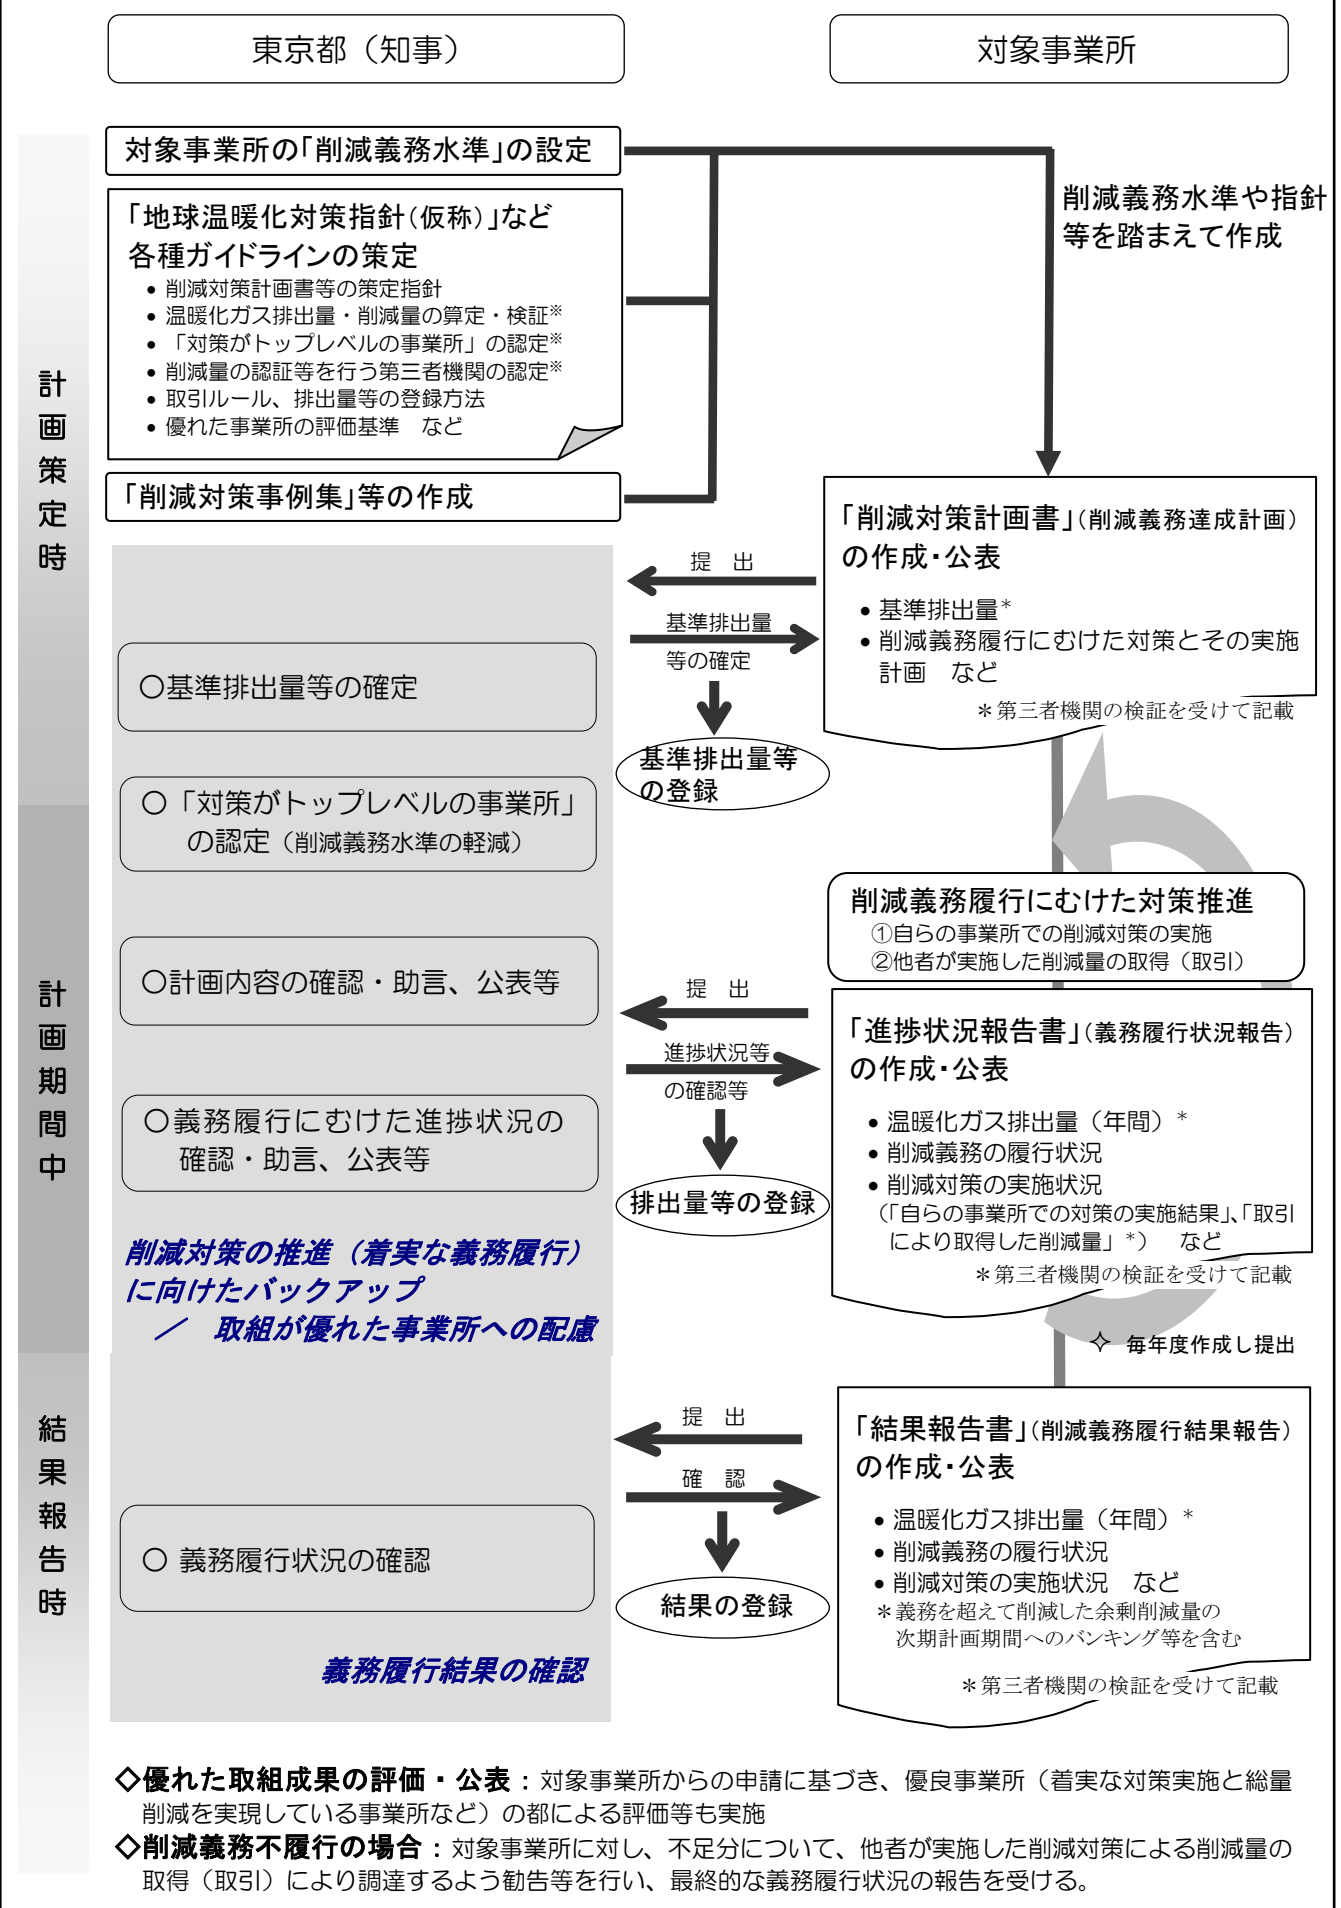 東京都（知事）
対象事業所
対象事業所の「削減義務水準」の設定
「地球温暖化対策指針(仮称)」など
各種ガイドラインの策定
• 削減対策計画書等の策定指針
• 温暖化ガス排出量・削減量の算定・検証※
• 「対策がトップレベルの事業所」の認定※
• 削減量の認証等を行う第三者機関の認定※
• 取引ルール、排出量等の登録方法
• 優れた事業所の評価基準　など
「削減対策事例集」等の作成
削減義務水準や指針
等を踏まえて作成
計画策定時
「削減対策計画書」(削減義務達成計画)
の作成・公表
• 基準排出量*
• 削減義務履行にむけた対策とその実施
計画　など
＊第三者機関の検証を受けて記載
提　出
基準排出量
等の確定
基準排出量等
の登録
○基準排出量等の確定
○「対策がトップレベルの事業所」
の認定（削減義務水準の軽減）
計画期間中
削減義務履行にむけた対策推進
①自らの事業所での削減対策の実施
②他者が実施した削減量の取得（取引）
○計画内容の確認・助言、公表等
提　出
進捗状況等
の確認等
排出量等の登録
「進捗状況報告書」(義務履行状況報告)
の作成・公表
• 温暖化ガス排出量（年間）*
• 削減義務の履行状況
• 削減対策の実施状況
(「自らの事業所での対策の実施結果」、「取引
により取得した削減量」*)　など
＊第三者機関の検証を受けて記載
✧ 毎年度作成し提出
○義務履行にむけた進捗状況の
確認・助言、公表等
削減対策の推進（着実な義務履行）
に向けたバックアップ
／　取組が優れた事業所への配慮
結果報告時
提　出
確　認
結果の登録
「結果報告書」(削減義務履行結果報告)
の作成・公表
• 温暖化ガス排出量（年間）*
• 削減義務の履行状況
• 削減対策の実施状況　など
＊義務を超えて削減した余剰削減量の
次期計画期間へのバンキング等を含む
＊第三者機関の検証を受けて記載
○ 義務履行状況の確認
義務履行結果の確認
◇優れた取組成果の評価・公表：対象事業所からの申請に基づき、優良事業所（着実な対策実施と総量
削減を実現している事業所など）の都による評価等も実施
◇削減義務不履行の場合：対象事業所に対し、不足分について、他者が実施した削減対策による削減量の
取得（取引）により調達するよう勧告等を行い、最終的な義務履行状況の報告を受ける。